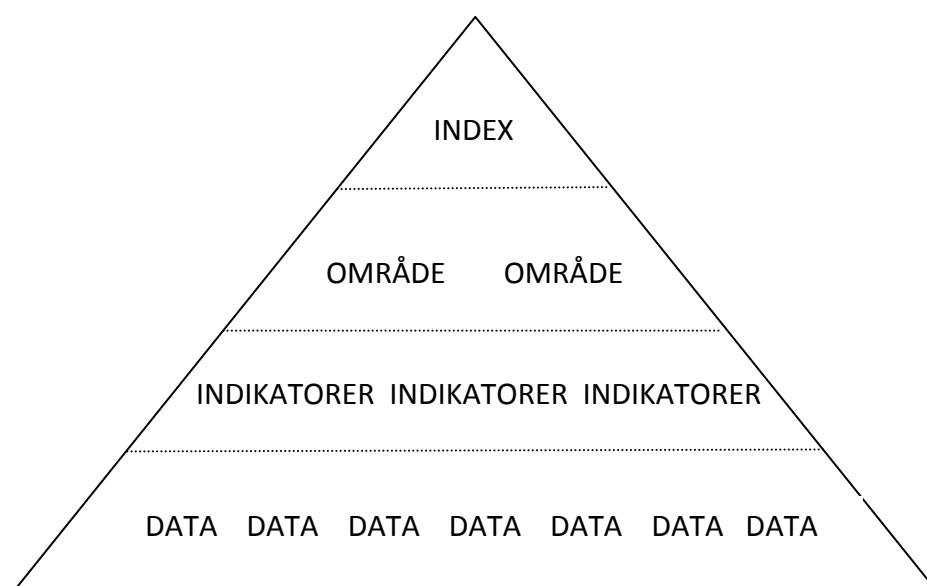 INDEX
OMRÅDE OMRÅDE
INDIKATORER INDIKATORER INDIKATORER
DATA DATA DATA DATA DATA DATA DATA